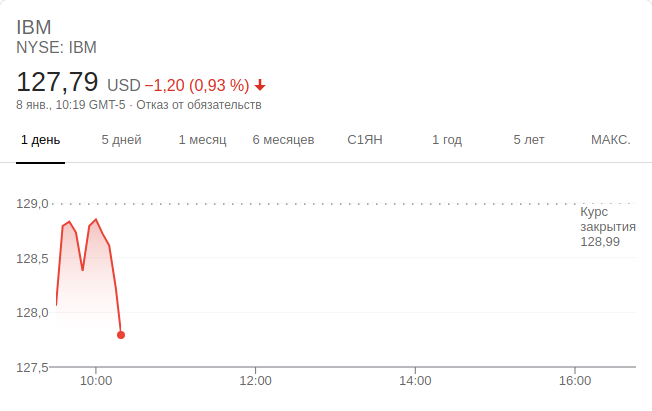 IBM
NYSE: IBM
127,79 USD −1,20 (0,93 %)
8 янв., 10:19 GMT-5 · Отказ от обязательств
1 день 5 дней 1 месяц 6 месяцев С1ЯН 1 год 5 лет МАКС.
129,0
Курс
закрытия
128,99
128,5
128,0
127,5
10:00 12:00 14:00 16:00